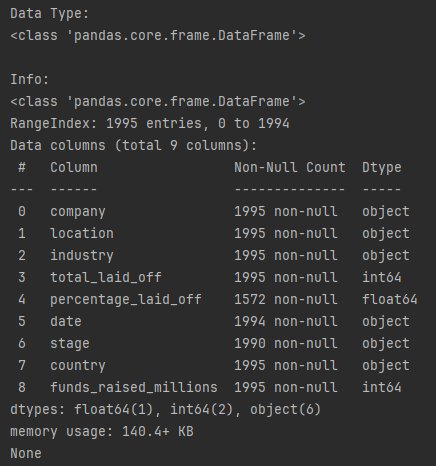 Data Type:
<class 'pandas.core.frame.DataFrame'>
Info:
<class 'pandas.core.frame.DataFrame'>
RangeIndex: 1995 entries, 0 to 1994
Data columns (total 9 columns):
 #   Column                 Non-Null Count  Dtype
---  ------                 --------------  -----
 0   company                1995 non-null   object
 1   location               1995 non-null   object
 2   industry               1995 non-null   object
 3   total_laid_off         1995 non-null   int64
 4   percentage_laid_off    1572 non-null   float64
 5   date                   1994 non-null   object
 6   stage                  1990 non-null   object
 7   country                1995 non-null   object
 8   funds_raised_millions  1995 non-null   int64
dtypes: float64(1), int64(2), object(6)
memory usage: 140.4+ KB
None